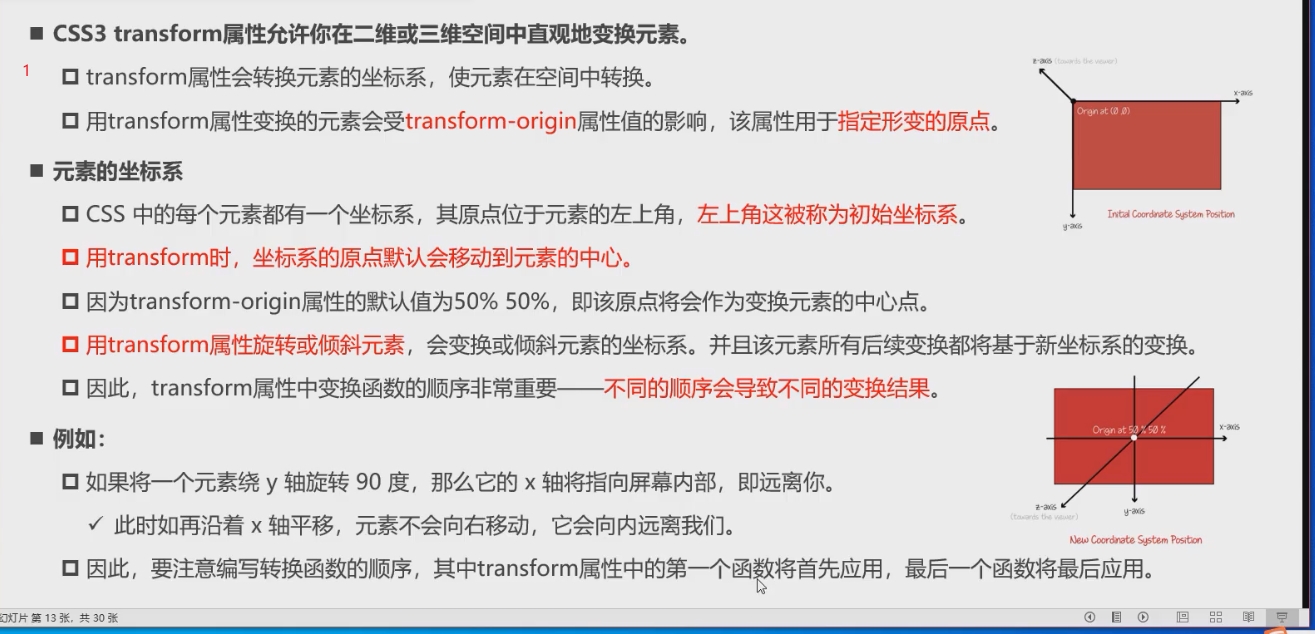 CSS3 transform属性允许你在二维或三维空间中直观地变换元素。
1
transform属性会转换元素的坐标系，使元素在空间中转换。
用transform属性变换的元素会受transform-origin属性值的影响，该属性用于指定形变的原点。
z-axis (towards the viewer)
x-axis
Origin at (0 ,0)
Initial Coordinate System Position
y-axis
元素的坐标系
CSS 中的每个元素都有一个坐标系，其原点位于元素的左上角，左上角这被称为初始坐标系。
用transform时，坐标系的原点默认会移动到元素的中心。
因为transform-origin属性的默认值为50% 50%，即该原点将会作为变换元素的中心点。
用transform属性旋转或倾斜元素，会变换或倾斜元素的坐标系。并且该元素所有后续变换都将基于新坐标系的变换。
因此，transform属性中变换函数的顺序非常重要——不同的顺序会导致不同的变换结果。
例如：
如果将一个元素绕 y 轴旋转 90 度，那么它的 x 轴将指向屏幕内部，即远离你。
此时如再沿着 x 轴平移，元素不会向右移动，它会向内远离我们。
因此，要注意编写转换函数的顺序，其中transform属性中的第一个函数将首先应用，最后一个函数将最后应用。
Origin at 50 % 50 %
x-axis
z-axis
(towards the viewer)
y-axis
New Coordinate System Position
幻灯片 第 13 张，共 30 张